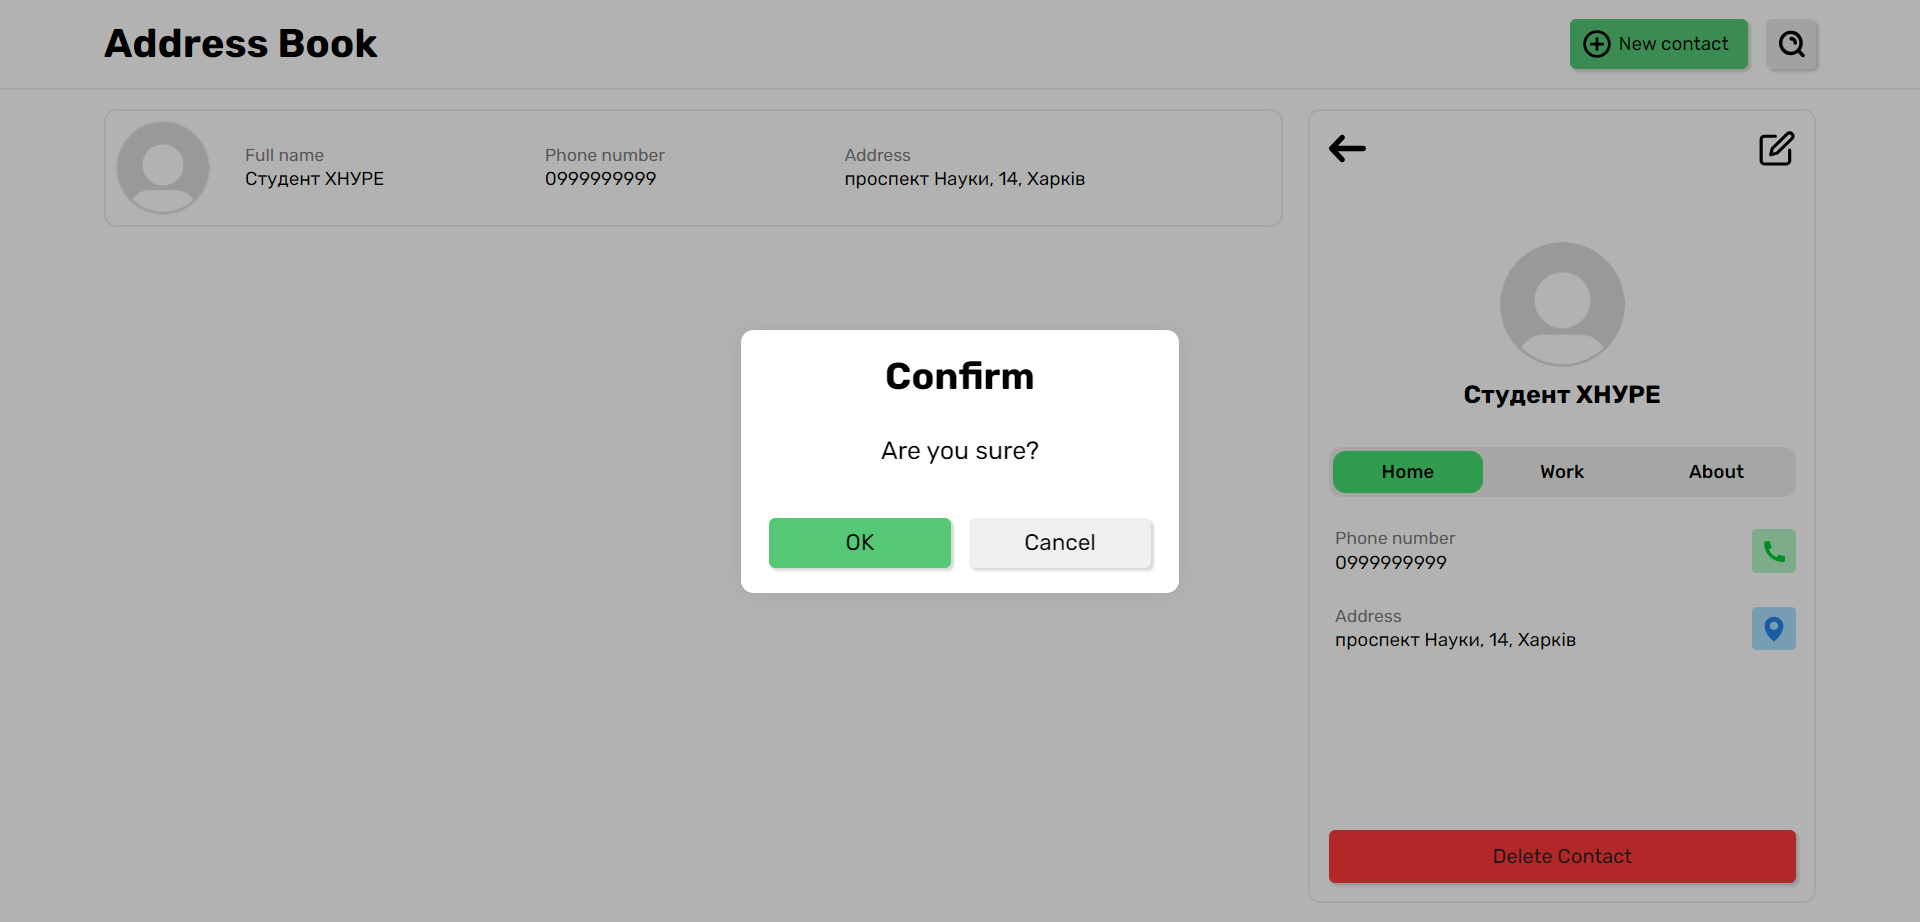 Address Book
New contact
Full name
Студент ХНУРЕ
Phone number
0999999999
Address
проспект Науки, 14, Харків
Confirm
Are you sure?
OK
Cancel
Студент ХНУРЕ
Home
Work
About
Phone number
0999999999
Address
проспект Науки, 14, Харків
Delete Contact